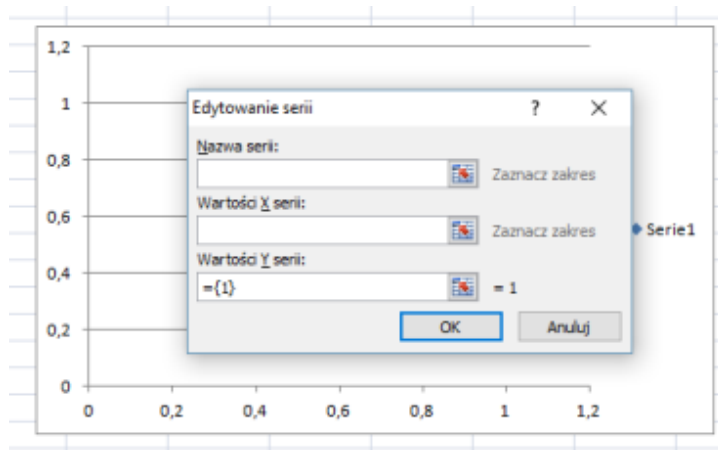 1,2
1
0,8
0,6
0,4
0,2
0
0 0,2 0,4 0,6 0,8 1 1,2
Serie1
Edytowanie serii ? ×
Nazwa serii:
Zaznacz zakres
Wartości X serii:
Zaznacz zakres
Wartości Y serii:
={1} = 1
OK Anuluj